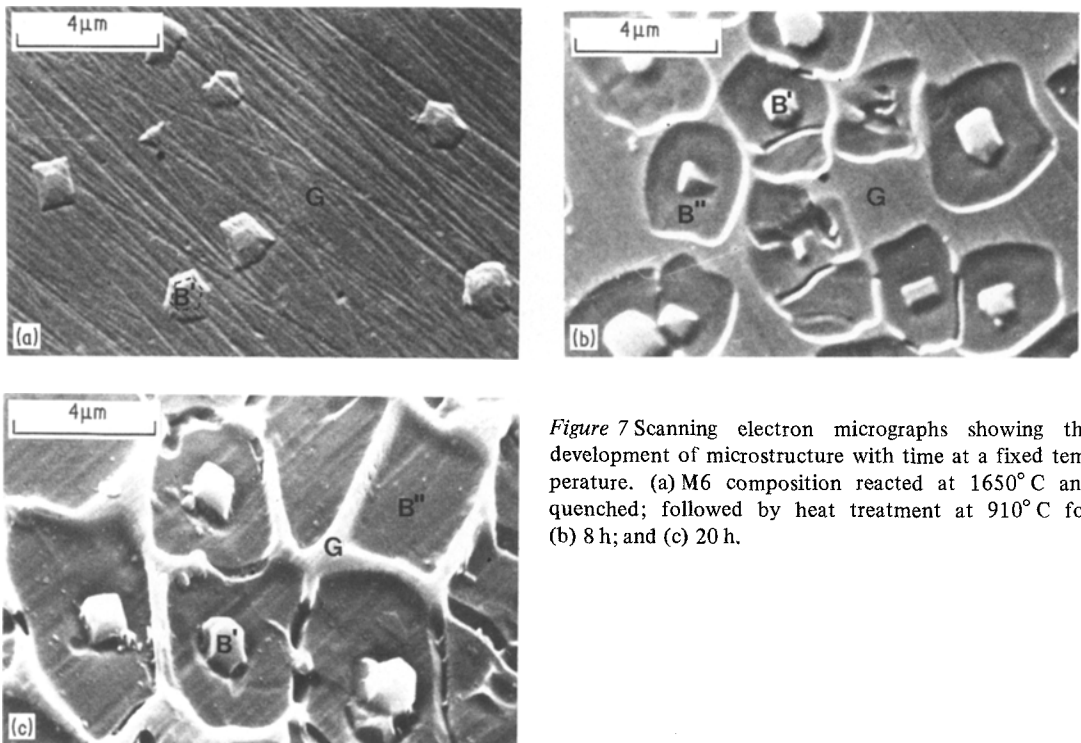 4μm
G
B'
(a)
4μm
B'
B"
G
(b)
4μm
B"
G
B'
(c)
Figure 7 Scanning electron micrographs showing th
development of microstructure with time at a fixed tem
perature. (a) M6 composition reacted at 1650° C an
quenched; followed by heat treatment at 910° C fo
(b) 8 h; and (c) 20 h.